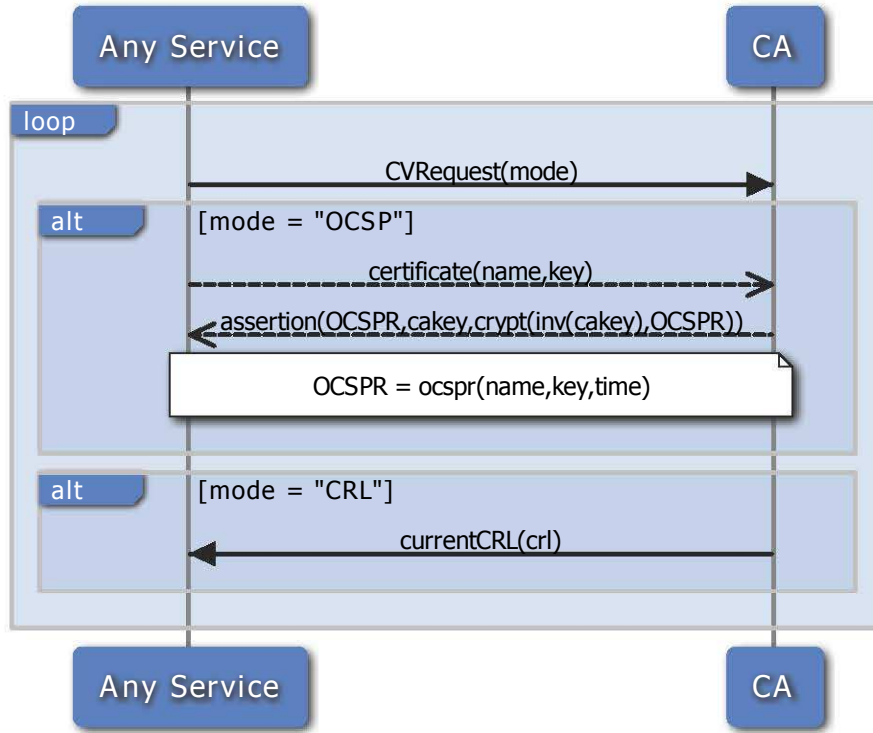 Any Service
CA
loop
CVRequest(mode)
alt
[mode = "OCSP"]
certificate(name,key)
assertion(OCSPR,cakey,crypt(inv(cakey),OCSPR))
OCSPR = ocspr(name,key,time)
alt
[mode = "CRL"]
currentCRL(crl)
Any Service
CA